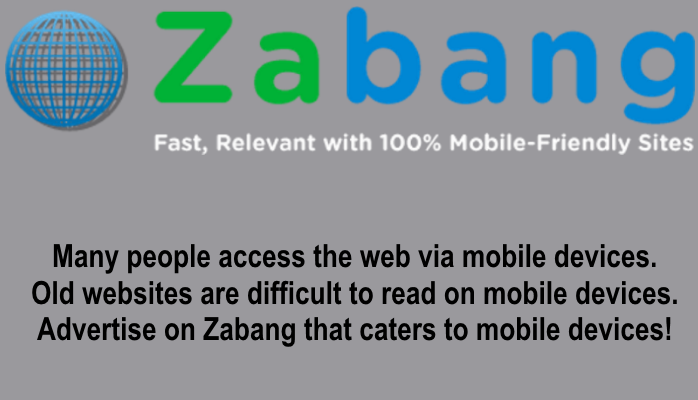 Zabang
Fast, Relevant with 100% Mobile-Friendly Sites
Many people access the web via mobile devices.
Old websites are difficult to read on mobile devices.
Advertise on Zabang that caters to mobile devices!